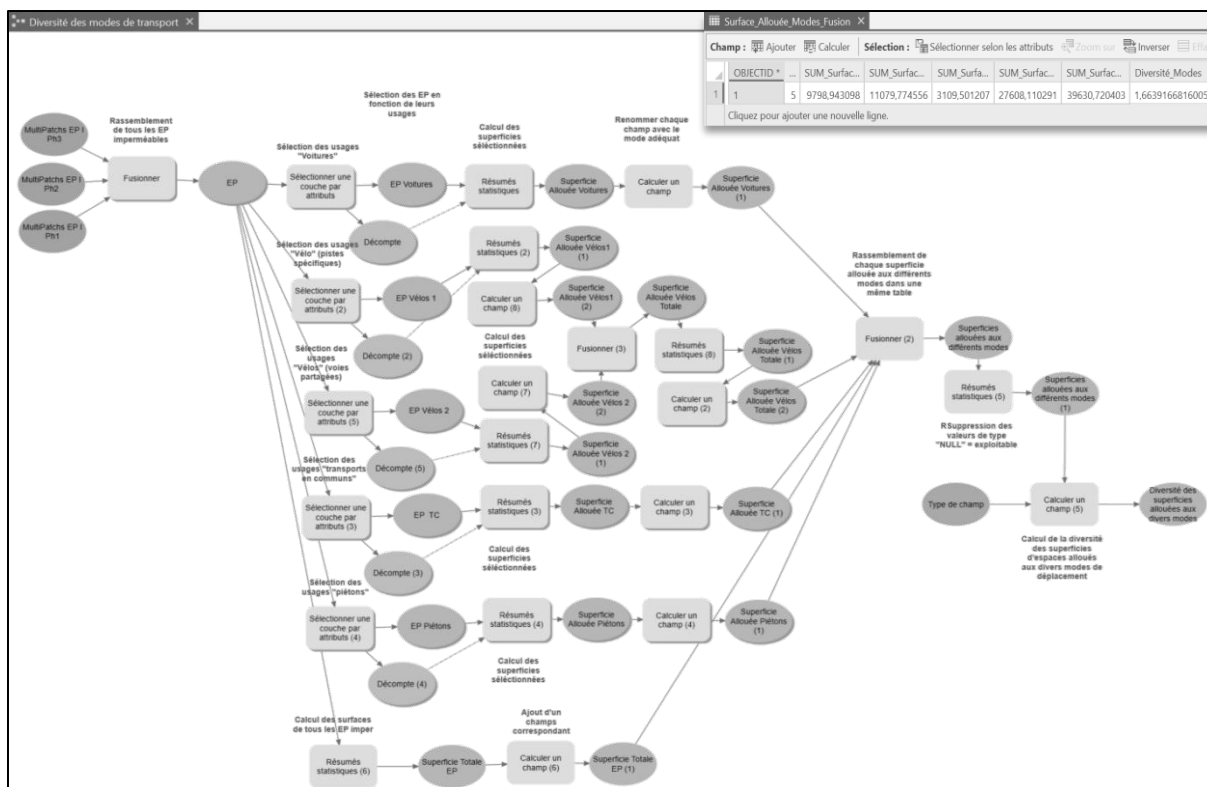 Diversité des modes de transport
Surface_Allouée_Modes_Fusion
Champ : Ajouter Calculer Sélection : Sélectionner selon les attributs Zoom sur Inverser
OBJECTID * ... SUM_Surfac... SUM_Surfac... SUM_Surfa... SUM_Surfac... SUM_Surfac... Diversité_Modes
1 1 5 9798,943098 11079,774556 3109,501207 27608,110291 39630,720403 1,6639166816005
Cliquez pour ajouter une nouvelle ligne.
Rassemblement
de tous les EP
imperméables
MultiPatchs EP I
Ph3
MultiPatchs EP I
Ph2
MultiPatchs EP I
Ph1
Fusionner
EP
Sélection des EP en
fonction de leurs
usages
Sélection des usages
"Voitures"
Sélectionner une
couche par
attributs
EP Voitures
Décompte
Calcul des
superficies
séléctionnées
Résumés
statistiques
Superficie
Allouée Voitures
Renommer chaque
champ avec le
mode adéquat
Calculer un
champ
Superficie
Allouée Voitures
(1)
Sélection des usages
"Vélo" (pistes
spécifiques)
Sélectionner une
couche par
attributs (2)
EP Vélos 1
Décompte (2)
Résumés
statistiques (2)
Superficie
Allouée Vélos1
(1)
Calculer un
champ (8)
Superficie
Allouée Vélos1
(2)
Fusionner (3)
Superficie
Allouée Vélos
Totale
Résumés
statistiques (8)
Superficie
Allouée Vélos
Totale (1)
Calculer un
champ (2)
Superficie
Allouée Vélos
Totale (2)
Sélection des
usages
"Vélos" (voies
partagées)
Sélectionner une
couche par
attributs (5)
EP Vélos 2
Décompte (5)
Calcul des
superficies
séléctionnées
Calculer un
champ (7)
Superficie
Allouée Vélos 2
(2)
Résumés
statistiques (7)
Superficie
Allouée Vélos 2
(1)
Sélection des
usages "transports
en communs"
Sélectionner une
couche par
attributs (3)
EP TC
Décompte (3)
Résumés
statistiques (3)
Superficie
Allouée TC
Calculer un
champ (3)
Superficie
Allouée TC (1)
Calcul des
superficies
séléctionnées
Sélection des
usages "piétons"
Sélectionner une
couche par
attributs (4)
EP Piétons
Décompte (4)
Résumés
statistiques (4)
Superficie
Allouée Piétons
Calculer un
champ (4)
Superficie
Allouée Piétons
(1)
Calcul des
superficies
séléctionnées
Calcul des surfaces
de tous les EP imper
Résumés
statistiques (6)
Superficie Totale
EP
Ajout d'un
champs
correspondant
Calculer un
champ (6)
Superficie Totale
EP (1)
Rassemblement de
chaque superficie
allouée aux différents
modes dans une
même table
Fusionner (2)
Superficies
allouées aux
différents modes
Résumés
statistiques (5)
Superficies
allouées aux
différents modes
(1)
RSuppression des
valeurs de type
"NULL" = exploitable
Type de champ
Calculer un
champ (5)
Diversité des
superficies
allouées aux
divers modes
Calcul de la diversité
des superficies
d'espaces alloués
aux divers modes de
déplacement